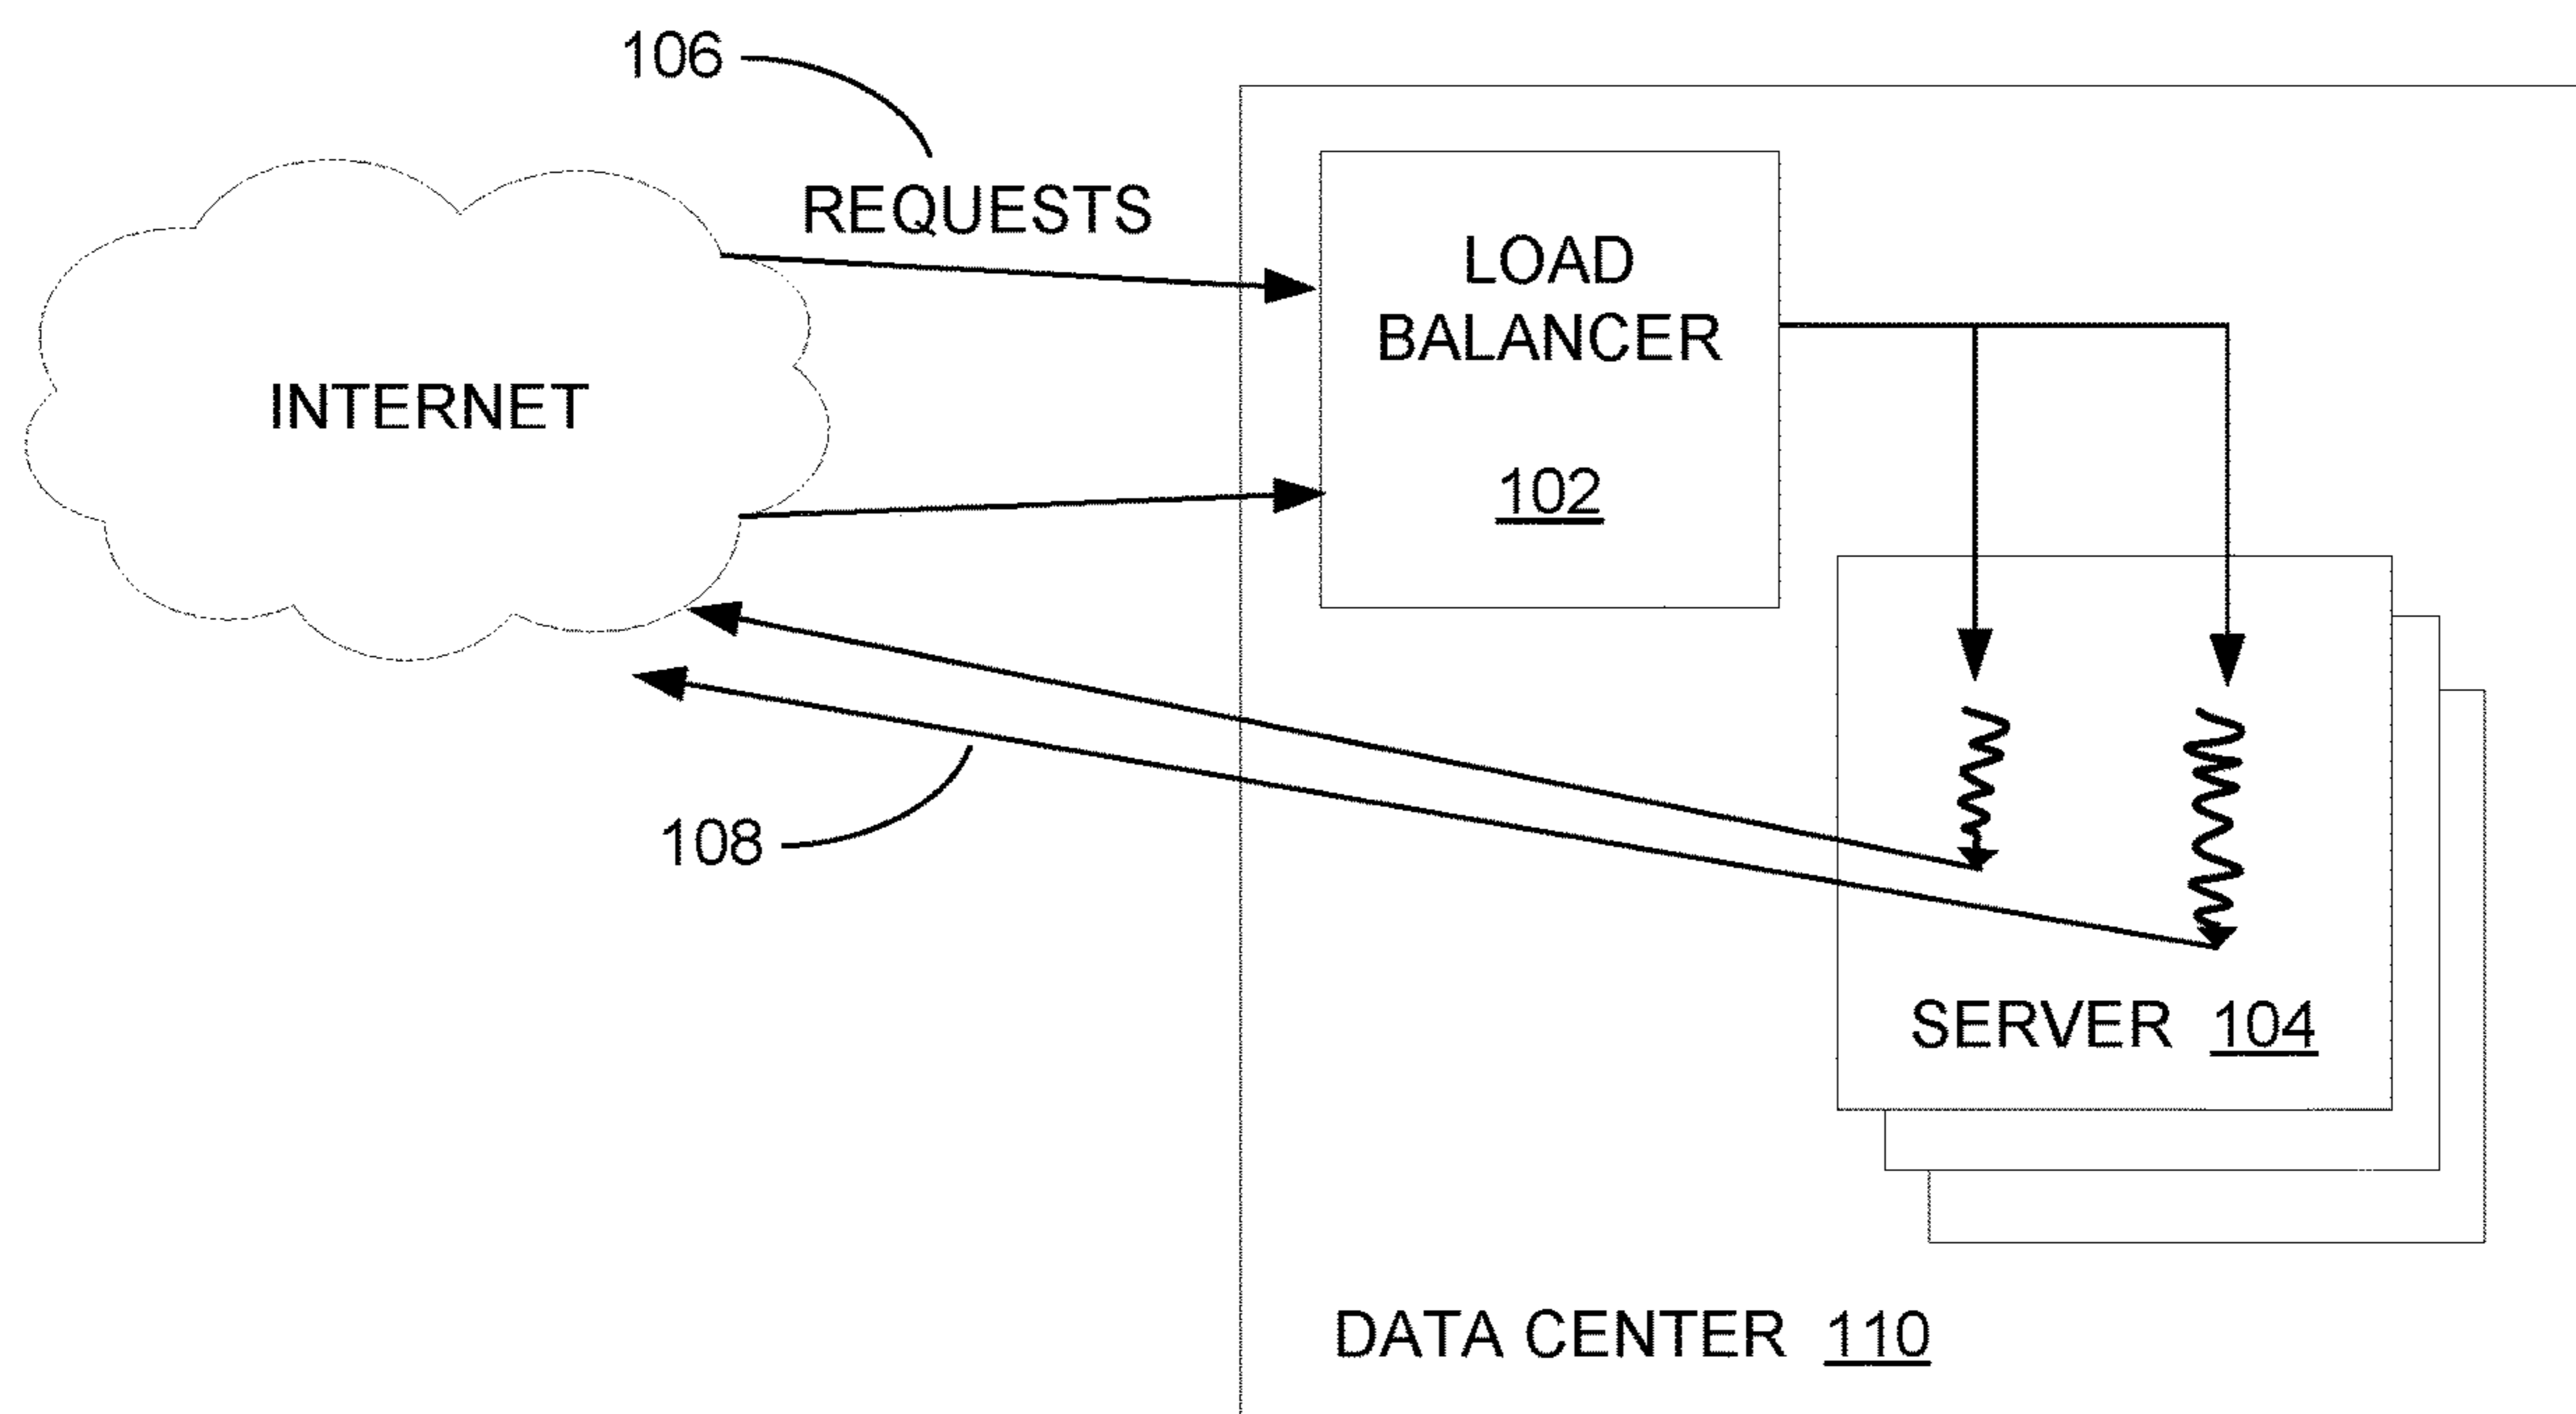 106
REQUESTS
LOAD
BALANCER
102
INTERNET
108
SERVER 104
DATA CENTER 110